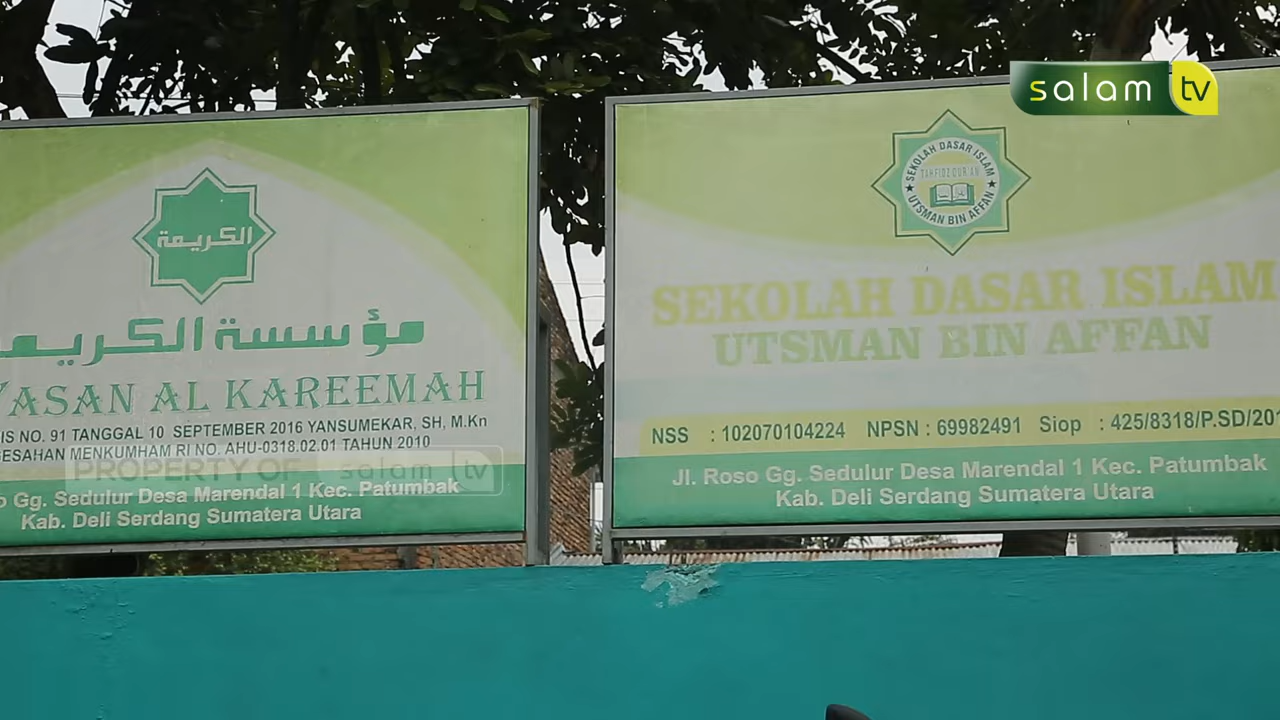 الكريمة
مؤسسة الكريمة
YASAN AL KAREEMAH
IS NO. 91 TANGGAL 10 SEPTEMBER 2016 YANSUMEKAR, SH, M.Kn
GESAHAN MENKUMHAM RI NO. AHU-0318.02.01 TAHUN 2010
o Gg. Sedulur Desa Marendal 1 Kec. Patumbak
Kab. Deli Serdang Sumatera Utara
PROPERTY OF salam tv
salam tv
SEKOLAH DASAR ISLAM
TAHFIDZ QUR'AN
UTSMAN BIN AFFAN
SEKOLAH DASAR ISLAM
UTSMAN BIN AFFAN
NSS : 102070104224 NPSN : 69982491 Siop : 425/8318/P.SD/201
Jl. Roso Gg. Sedulur Desa Marendal 1 Kec. Patumbak
Kab. Deli Serdang Sumatera Utara